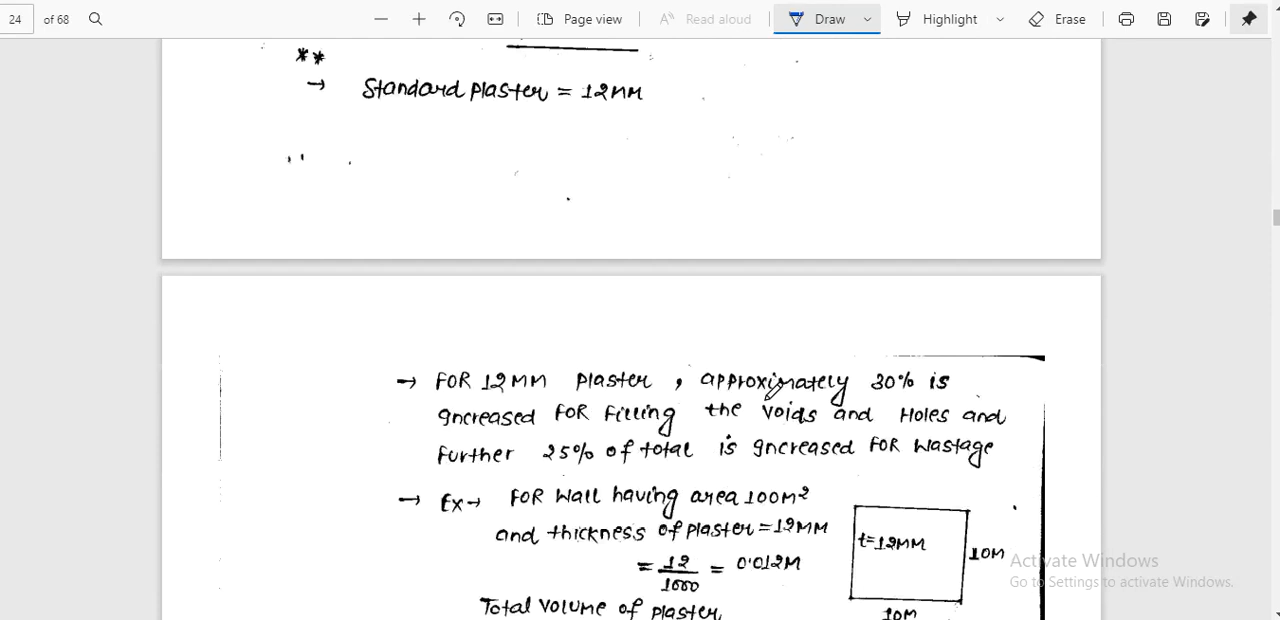 24 of 68 Page view Read aloud Draw Highlight Erase
**
→ Standard Plaster = 12MM
→ FOR 12MM Plaster, approximately 30% is
gncreased FOR Filling the Voids and Holes and
Further 25% of total is gncreased FOR Wastage
→ Ex→ FOR Wall having area 100M²
and thickness of Plaster = 12MM
= 12/1000 = 0.012M
t=12MM
10M
10M
Total Volume of Plaster
Activate Windows
Go to Settings to activate Windows.